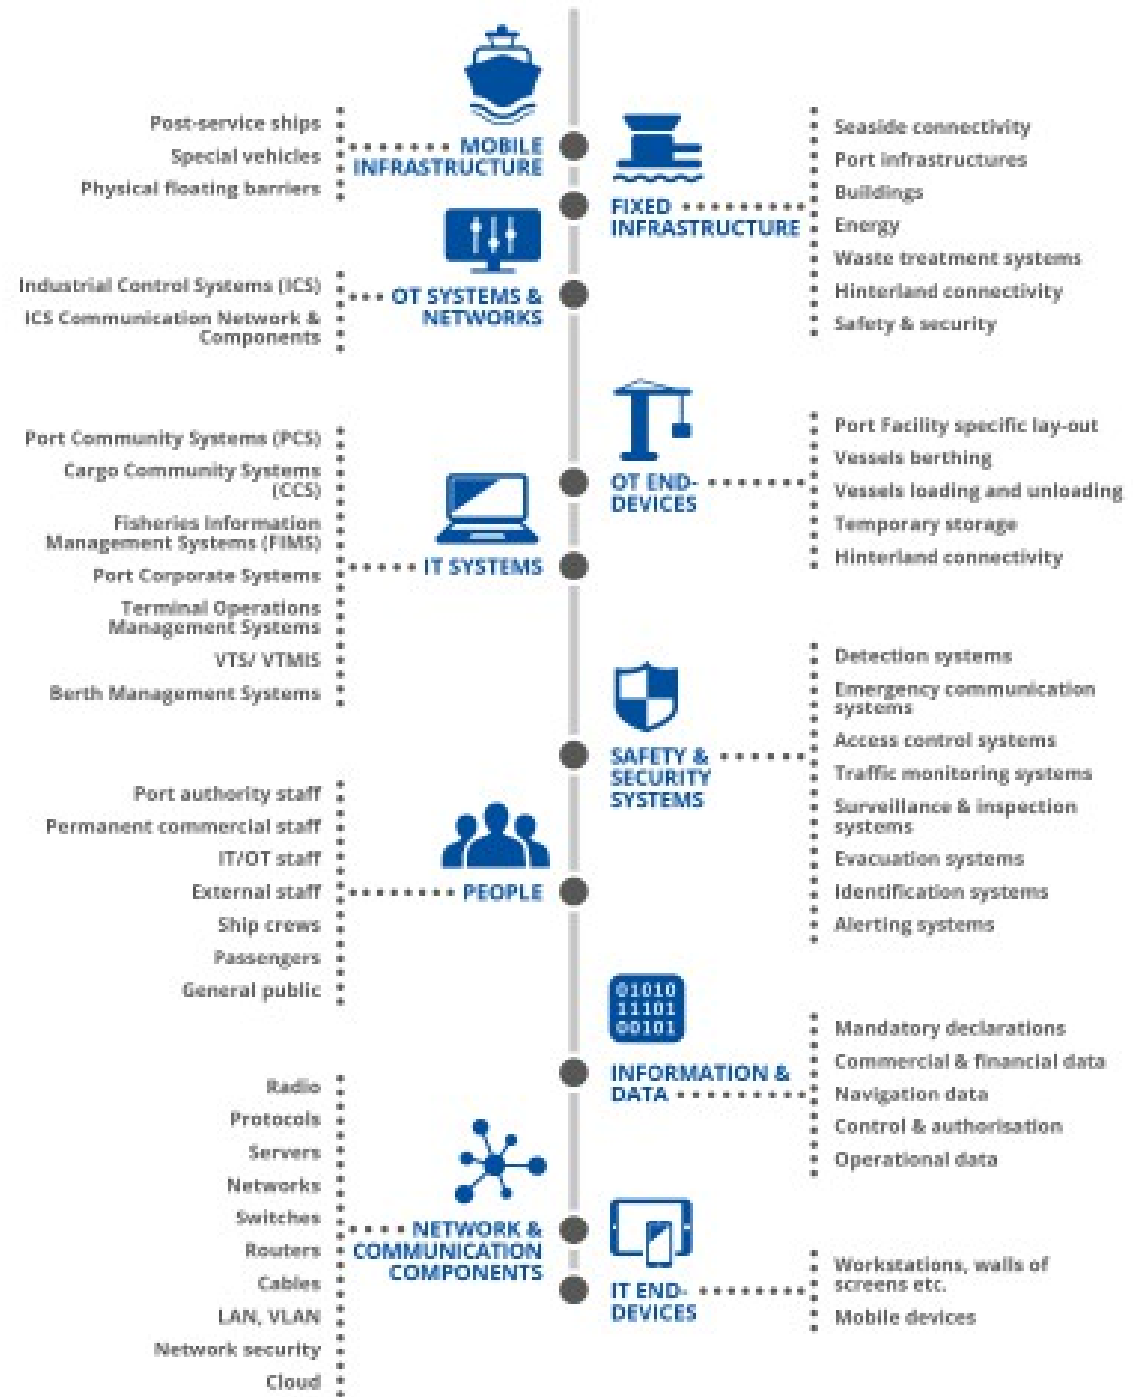 Post-service ships
Special vehicles
Physical floating barriers
MOBILE
INFRASTRUCTURE
FIXED
INFRASTRUCTURE
Seaside connectivity
Port infrastructures
Buildings
Energy
Waste treatment systems
Hinterland connectivity
Safety & security
Industrial Control Systems (ICS)
ICS Communication Network &
Components
OT SYSTEMS &
NETWORKS
OT END-
DEVICES
Port Facility specific lay-out
Vessels berthing
Vessels loading and unloading
Temporary storage
Hinterland connectivity
Port Community Systems (PCS)
Cargo Community Systems
(CCS)
Fisheries Information
Management Systems (FIMS)
Port Corporate Systems
Terminal Operations
Management Systems
VTS/ VTMIS
Berth Management Systems
IT SYSTEMS
SAFETY &
SECURITY
SYSTEMS
Detection systems
Emergency communication
systems
Access control systems
Traffic monitoring systems
Surveillance & inspection
systems
Evacuation systems
Identification systems
Alerting systems
Port authority staff
Permanent commercial staff
IT/OT staff
External staff
Ship crews
Passengers
General public
PEOPLE
01010
11101
00101
INFORMATION &
DATA
Mandatory declarations
Commercial & financial data
Navigation data
Control & authorisation
Operational data
Radio
Protocols
Servers
Networks
Switches
Routers
Cables
LAN, VLAN
Network security
Cloud
NETWORK &
COMMUNICATION
COMPONENTS
IT END-
DEVICES
Workstations, walls of
screens etc.
Mobile devices